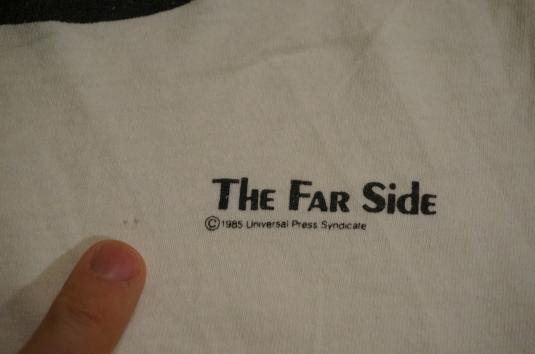 The Far Side
©1985 Universal Press Syndicate